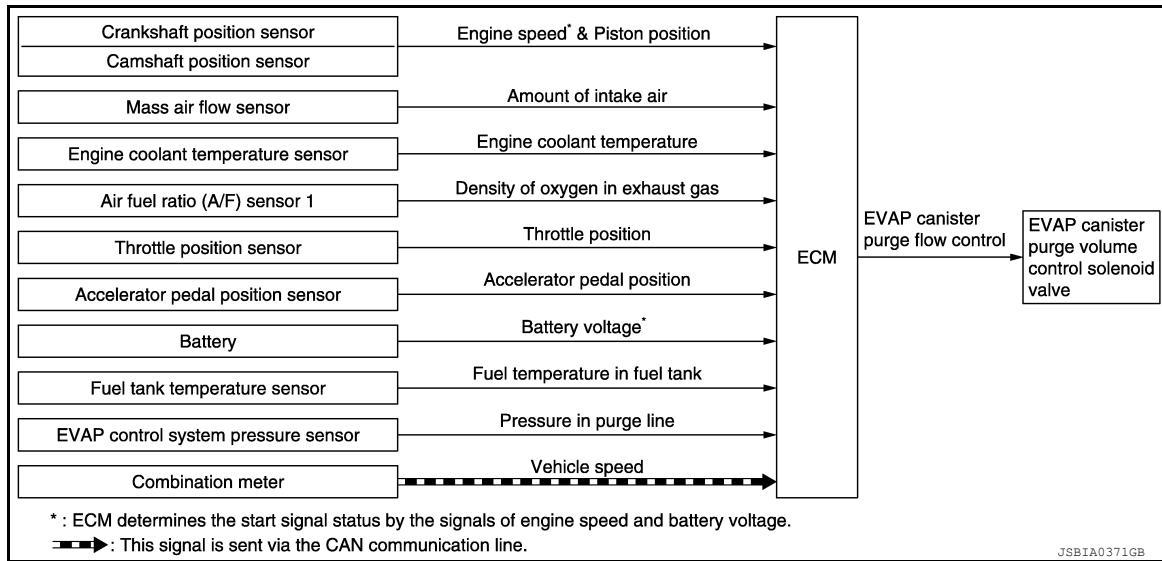 Crankshaft position sensor
Camshaft position sensor
Engine speed* & Piston position
Mass air flow sensor
Amount of intake air
Engine coolant temperature sensor
Engine coolant temperature
Air fuel ratio (A/F) sensor 1
Density of oxygen in exhaust gas
Throttle position sensor
Throttle position
Accelerator pedal position sensor
Accelerator pedal position
Battery
Battery voltage*
Fuel tank temperature sensor
Fuel temperature in fuel tank
EVAP control system pressure sensor
Pressure in purge line
Combination meter
Vehicle speed
ECM
EVAP canister
purge flow control
EVAP canister
purge volume
control solenoid
valve
* : ECM determines the start signal status by the signals of engine speed and battery voltage.
: This signal is sent via the CAN communication line.
JSBIA0371GB